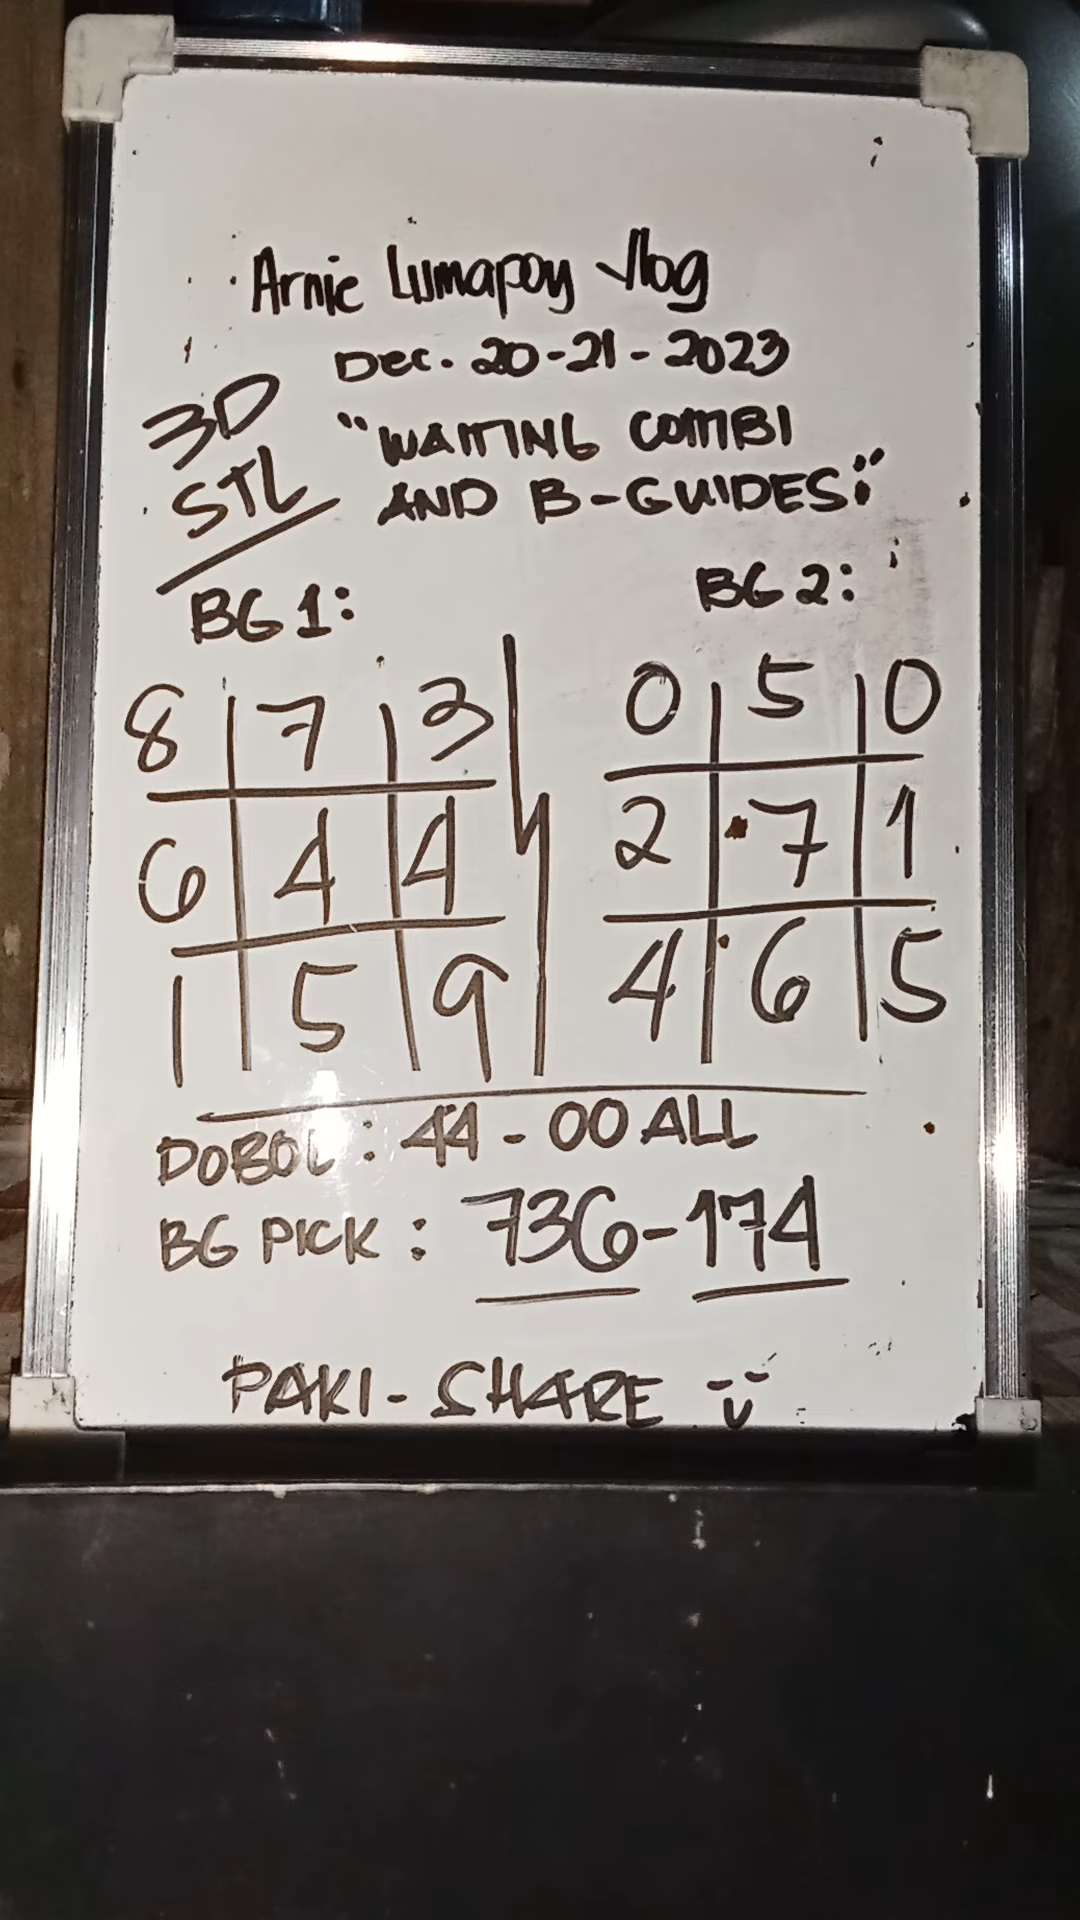 Arnie Lumapoy Vlog
Dec. 20-21-2023
3D
STL
"WAITING COMBI
AND B-GUIDES:"
BG 1:
BG 2:
8 7 3
6 4 4
1 5 9
0 5 0
2 7 1
4 6 5
DOBOL: 44-00 ALL
BG PICK: 736-174
PAKI-SHARE